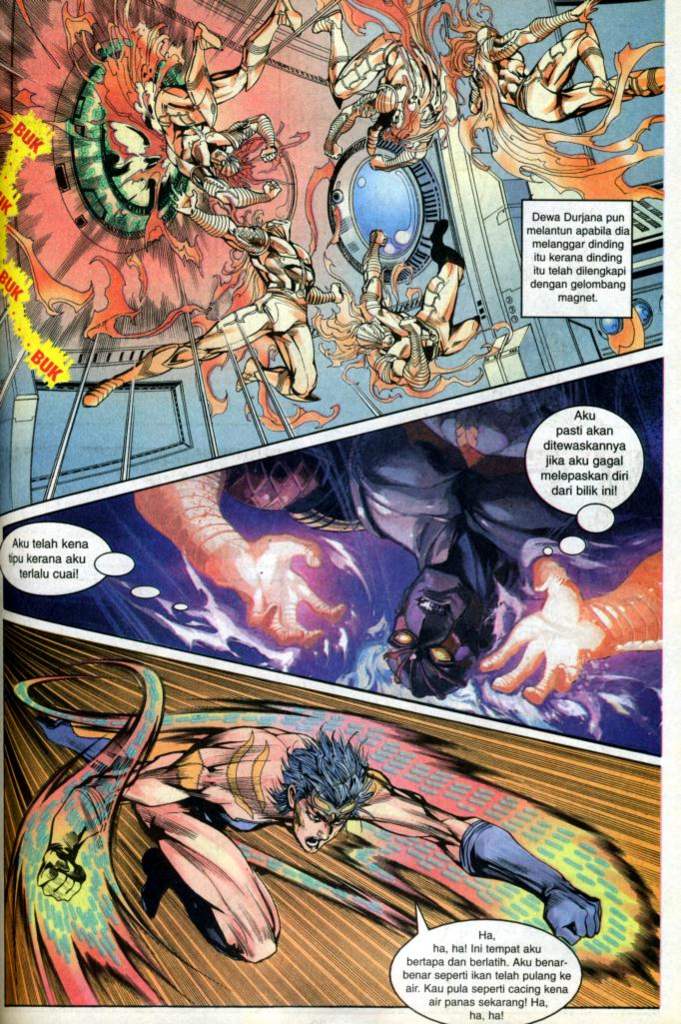 BUK
UK
BUK
BUK
Dewa Durjana pun
melantun apabila dia
melanggar dinding
itu kerana dinding
itu telah dilengkapi
dengan gelombang
magnet.
Aku
pasti akan
ditewaskannya
jika aku gagal
melepaskan diri
dari bilik ini!
Aku telah kena
tipu kerana aku
terlalu cuai!
Ha,
ha, ha! Ini tempat aku
bertapa dan berlatih. Aku benar-
benar seperti ikan telah pulang ke
air. Kau pula seperti cacing kena
air panas sekarang! Ha,
ha, ha!